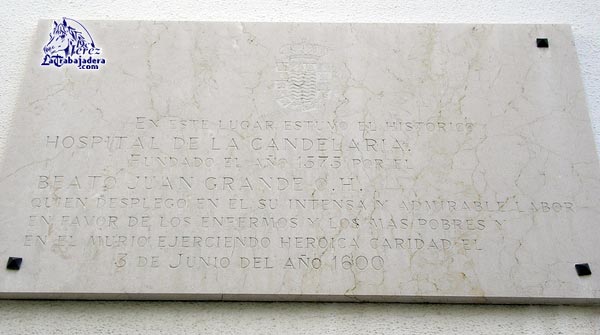 Jerez
LaTrabajadera
.com
EN ESTE LUGAR ESTUVO EL HISTORICO
HOSPITAL DE LA CANDELARIA.
FUNDADO EL AÑO 1575 POR EL
BEATO JUAN GRANDE O.H.
QUIEN DESPLEGO EN EL SU INTENSA Y ADMIRABLE LABOR
EN FAVOR DE LOS ENFERMOS Y LOS MAS POBRES Y
EN EL MURIO EJERCIENDO HEROICA CARIDAD EL
3 DE JUNIO DEL AÑO 1600